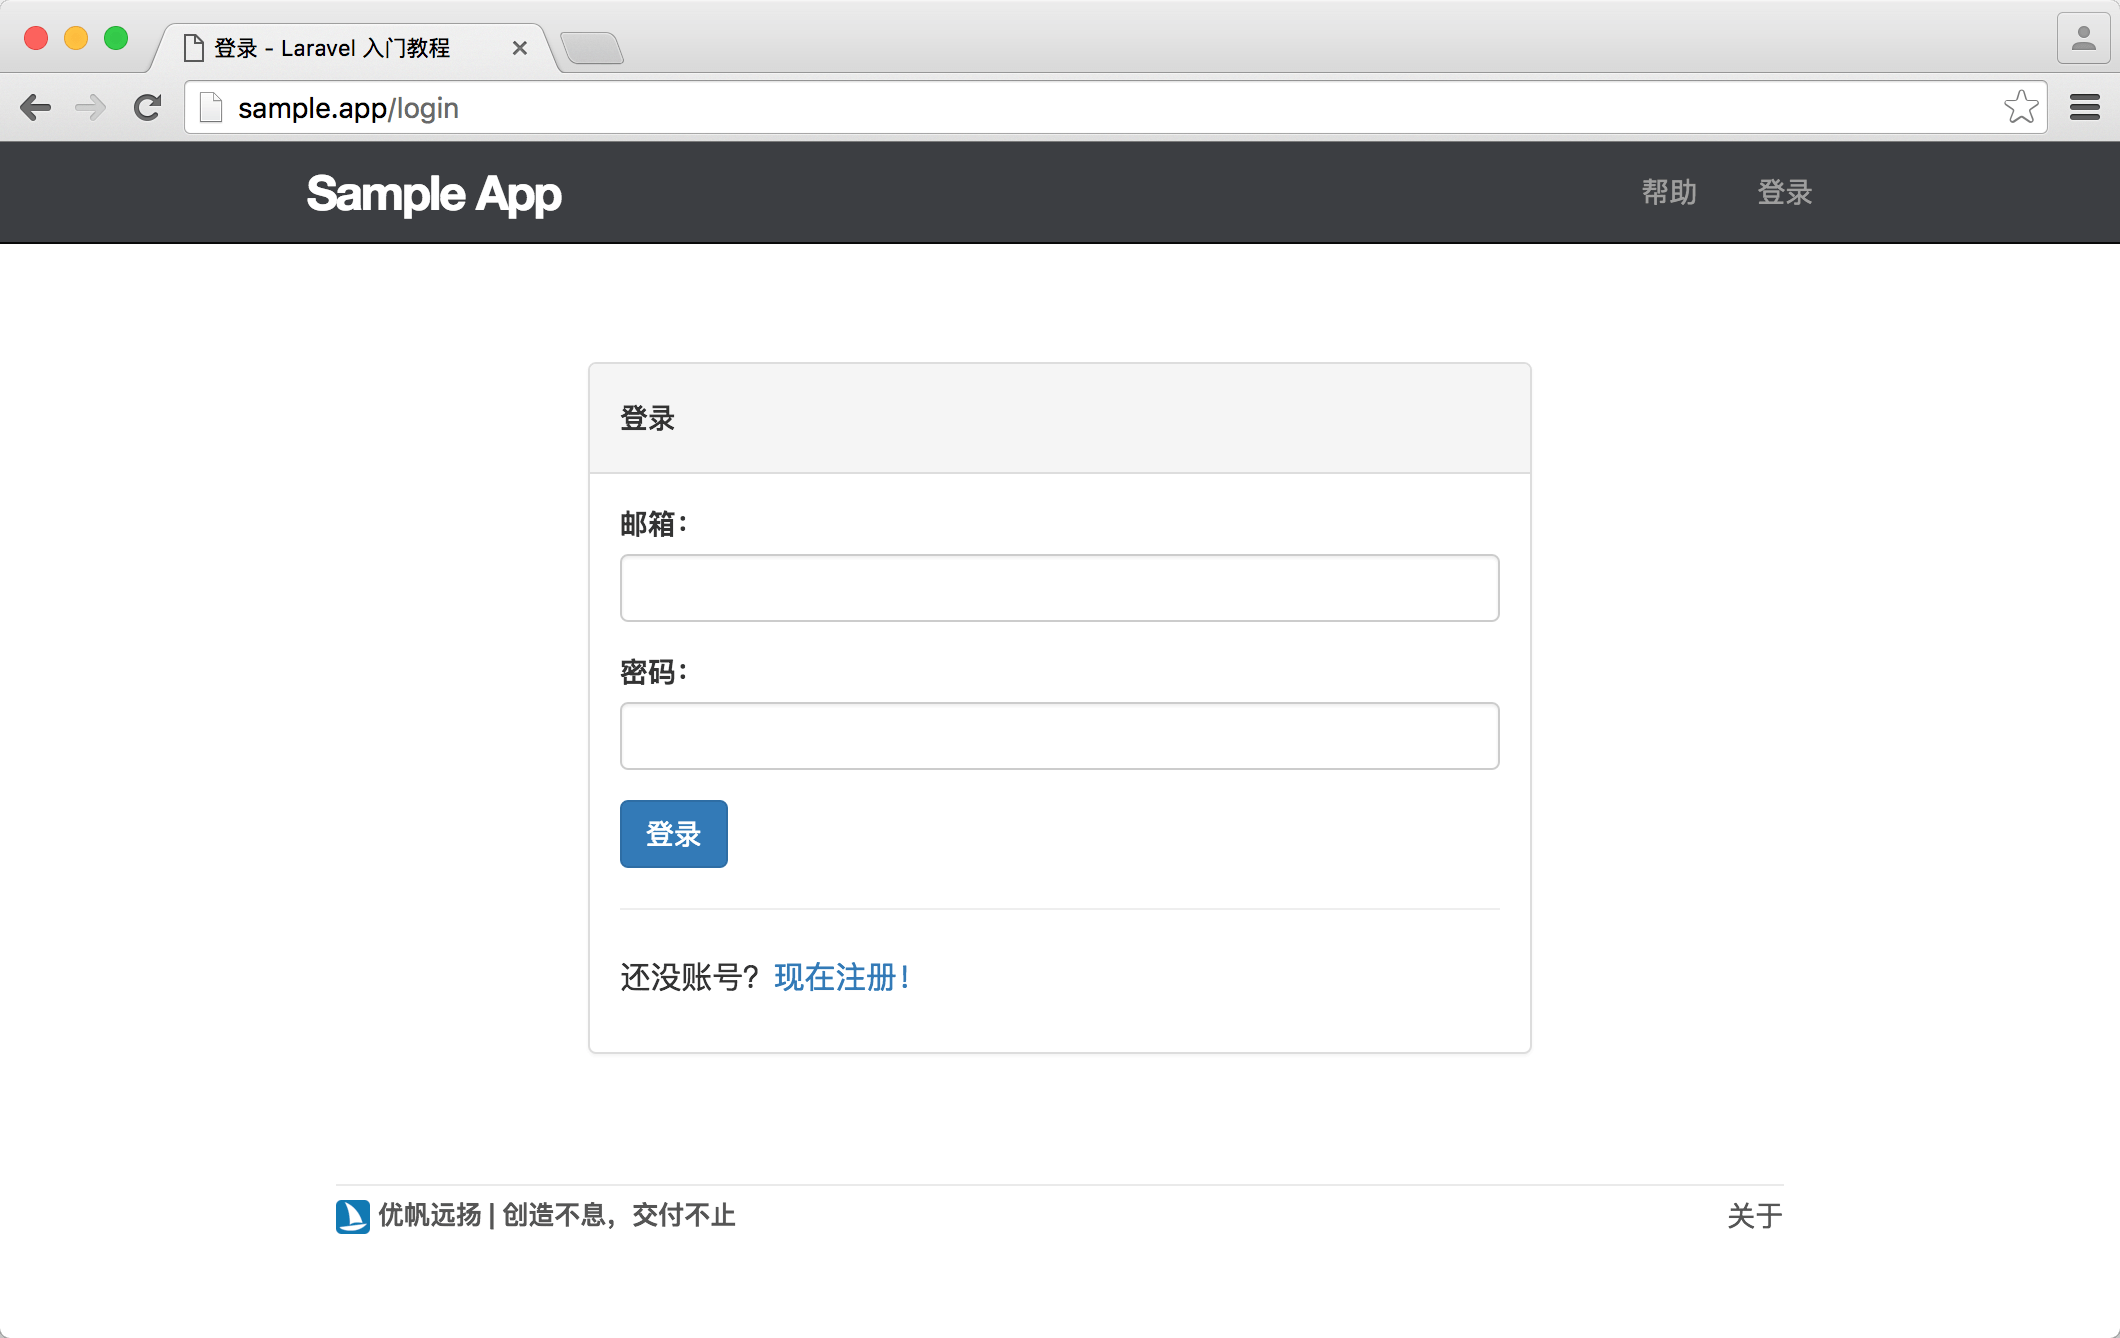 登录 - Laravel 入门教程
sample.app/login
Sample App
帮助
登录
登录
邮箱：
密码：
登录
还没账号？现在注册！
优帆远扬 | 创造不息，交付不止
关于